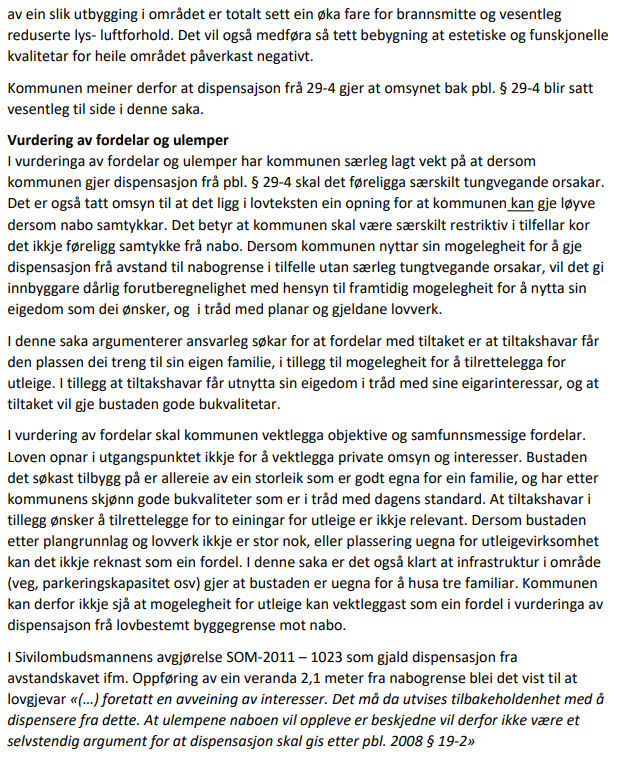 av ein slik utbygging i området er totalt sett ein øka fare for brannsmitte og vesentleg
reduserte lys- luftforhold. Det vil også medføra så tett bebygning at estetiske og funskjonelle
kvalitetar for heile området påverkast negativt.
Kommunen meiner derfor at dispensajson frå 29-4 gjer at omsynet bak pbl. § 29-4 blir satt
vesentleg til side i denne saka.
Vurdering av fordelar og ulemper
I vurderinga av fordelar og ulemper har kommunen særleg lagt vekt på at dersom
kommunen gjer dispensasjon frå pbl. § 29-4 skal det føreligga særskilt tungvegande orsakar.
Det er også tatt omsyn til at det ligg i lovteksten ein opning for at kommunen kan gje løyve
dersom nabo samtykkar. Det betyr at kommunen skal være særskilt restriktiv i tilfellar kor
det ikkje føreligg samtykke frå nabo. Dersom kommunen nyttar sin mogelegheit for å gje
dispensasjon frå avstand til nabogrense i tilfelle utan særleg tungtvegande orsakar, vil det gi
innbyggare dårlig forutberegnelighet med hensyn til framtidig mogelegheit for å nytta sin
eigedom som dei ønsker, og  i tråd med planar og gjeldane lovverk.
I denne saka argumenterer ansvarleg søkar for at fordelar med tiltaket er at tiltakshavar får
den plassen dei treng til sin eigen familie, i tillegg til mogelegheit for å tilrettelegga for
utleige. I tillegg at tiltakshavar får utnytta sin eigedom i tråd med sine eigarinteressar, og at
tiltaket vil gje bustaden gode bukvalitetar.
I vurdering av fordelar skal kommunen vektlegga objektive og samfunnsmessige fordelar.
Loven opnar i utgangspunktet ikkje for å vektlegga private omsyn og interesser. Bustaden
det søkast tilbygg på er allereie av ein storleik som er godt egna for ein familie, og har etter
kommunens skjønn gode bukvaliteter som er i tråd med dagens standard. At tiltakshavar i
tillegg ønsker å tilrettelegge for to einingar for utleige er ikkje relevant. Dersom bustaden
etter plangrunnlag og lovverk ikkje er stor nok, eller plassering uegna for utleigevirksomhet
kan det ikkje reknast som ein fordel. I denne saka er det også klart at infrastruktur i område
(veg, parkeringskapasitet osv) gjer at bustaden er uegna for å husa tre familiar. Kommunen
kan derfor ikkje sjå at mogelegheit for utleige kan vektleggast som ein fordel i vurderinga av
dispensajson frå lovbestemt byggegrense mot nabo.
I Sivilombudsmannens avgjørelse SOM-2011 – 1023 som gjald dispensasjon fra
avstandskavet ifm. Oppføring av ein veranda 2,1 meter fra nabogrense blei det vist til at
lovgjevar «(…) foretatt en avveining av interesser. Det må da utvises tilbakeholdenhet med å
dispensere fra dette. At ulempene naboen vil oppleve er beskjedne vil derfor ikke være et
selvstendig argument for at dispensasjon skal gis etter pbl. 2008 § 19-2»